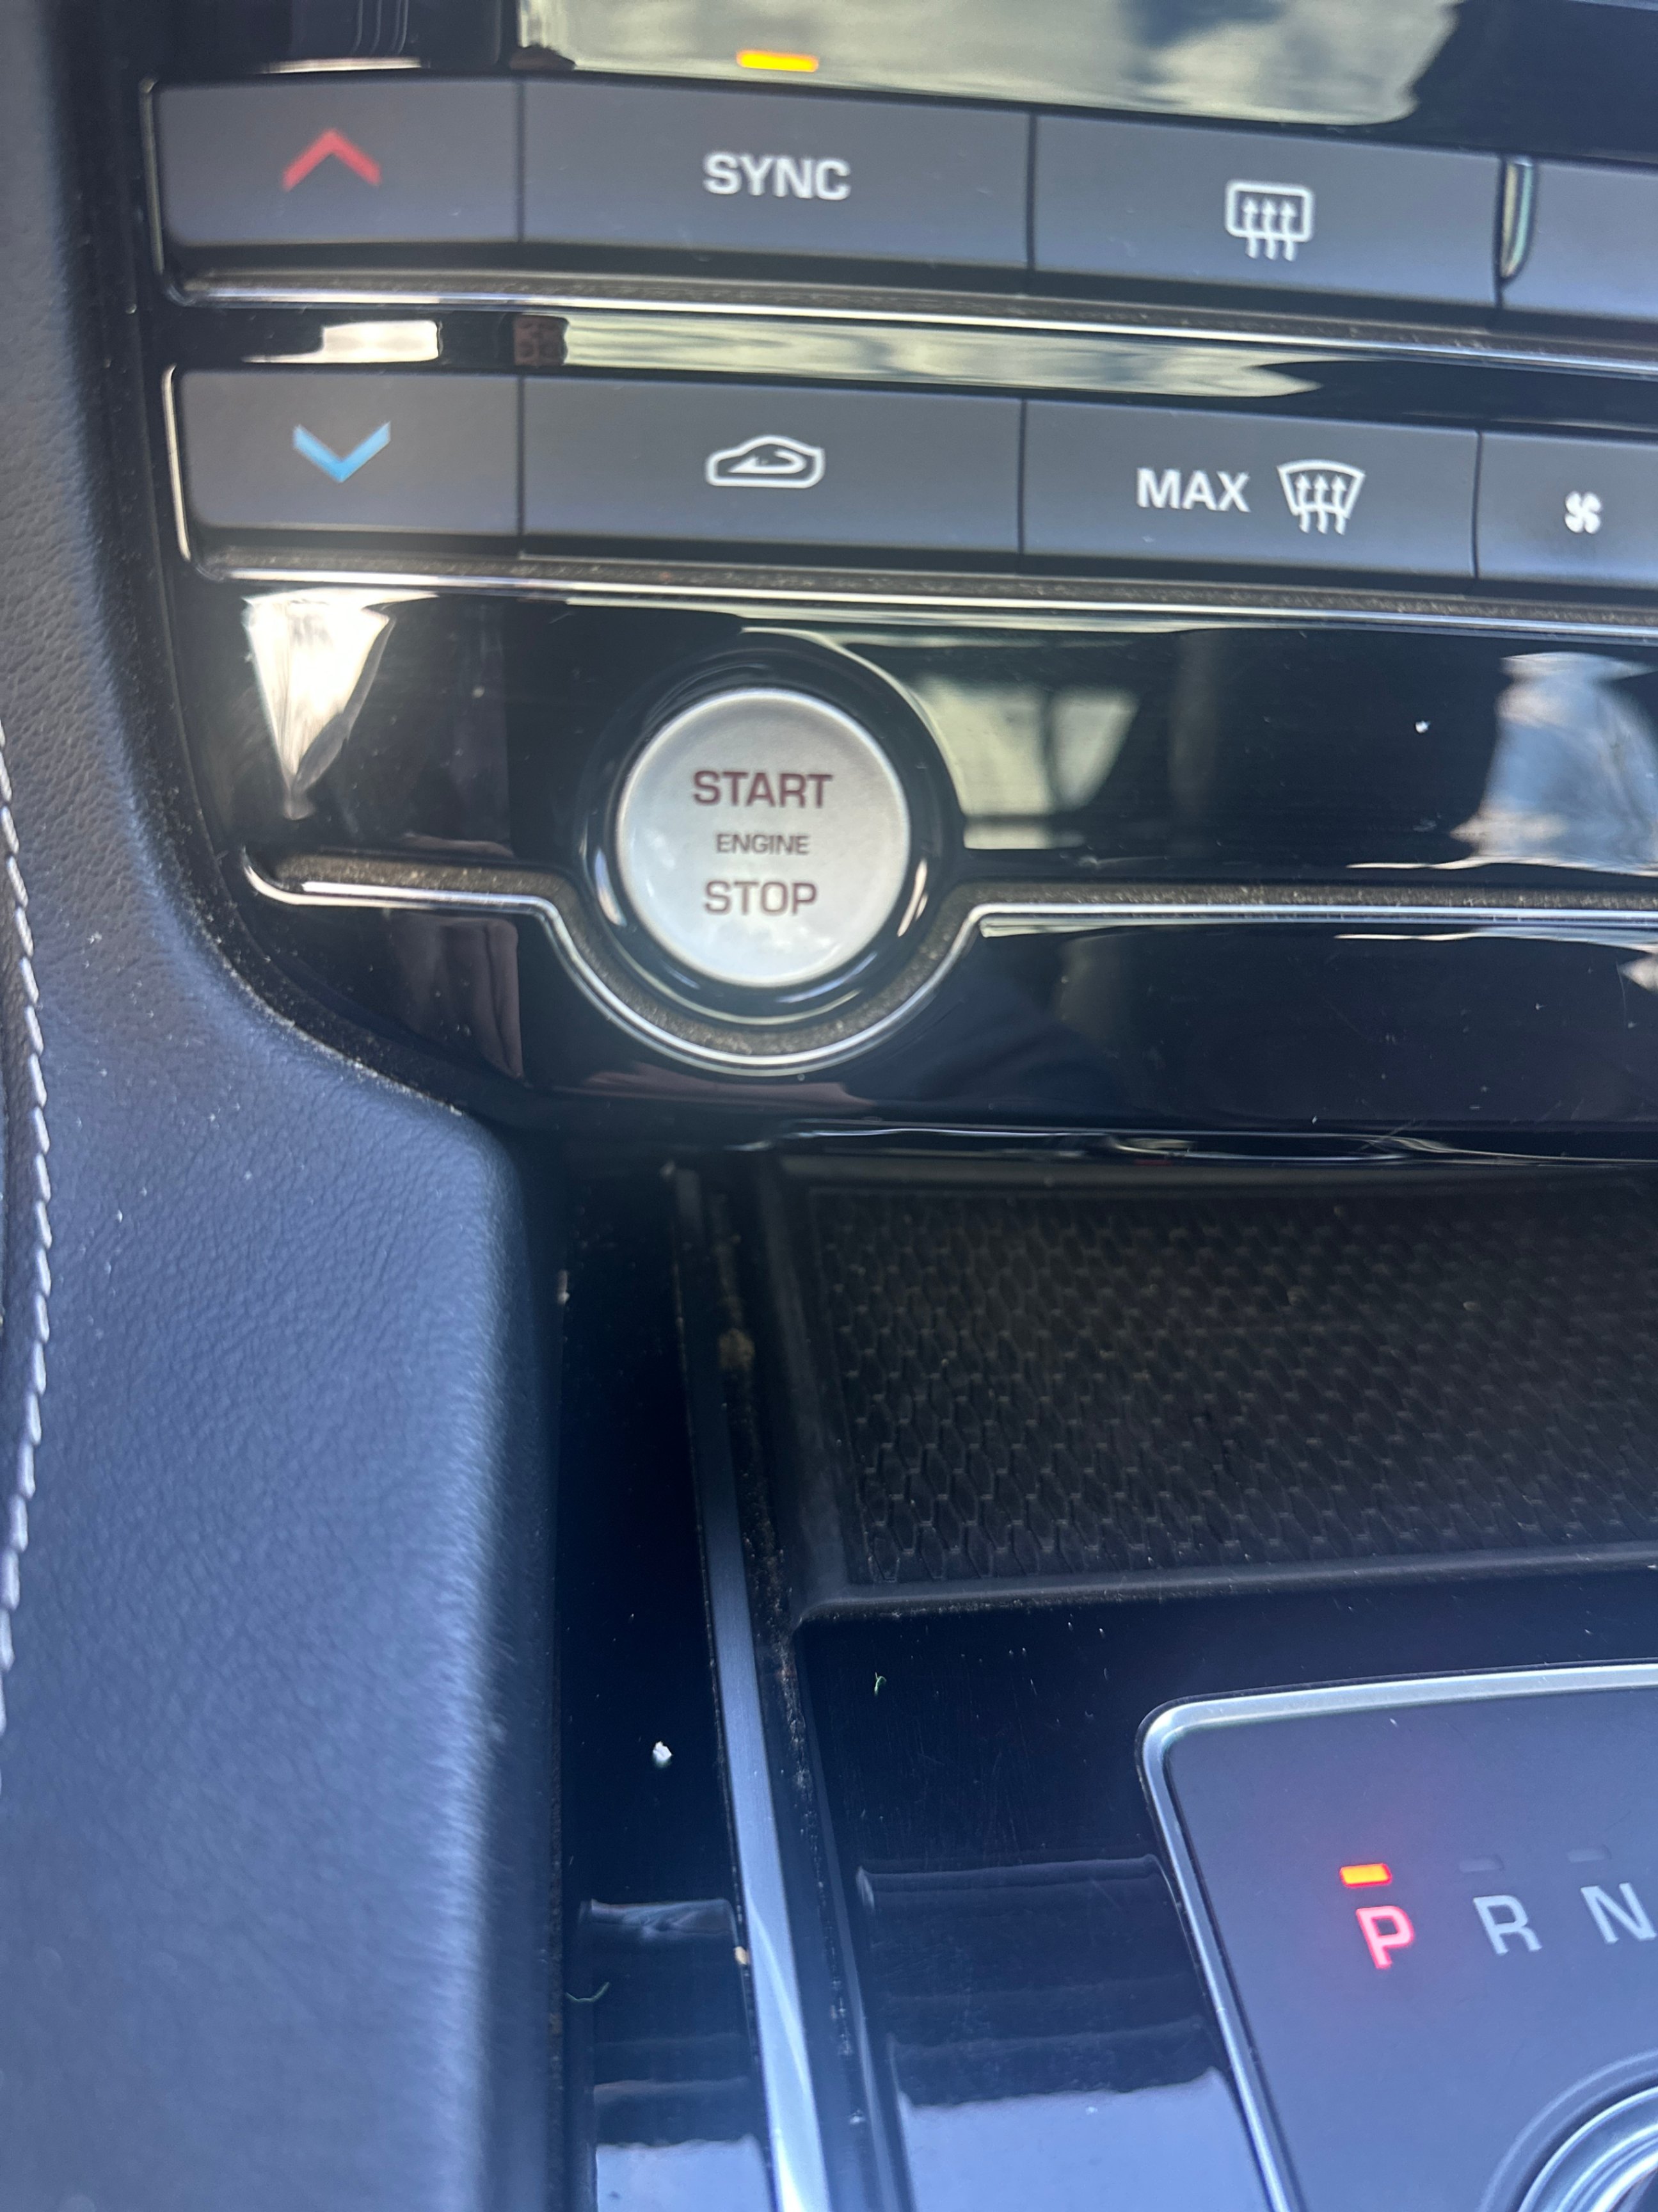 SYNC
MAX
START
ENGINE
STOP
P R N